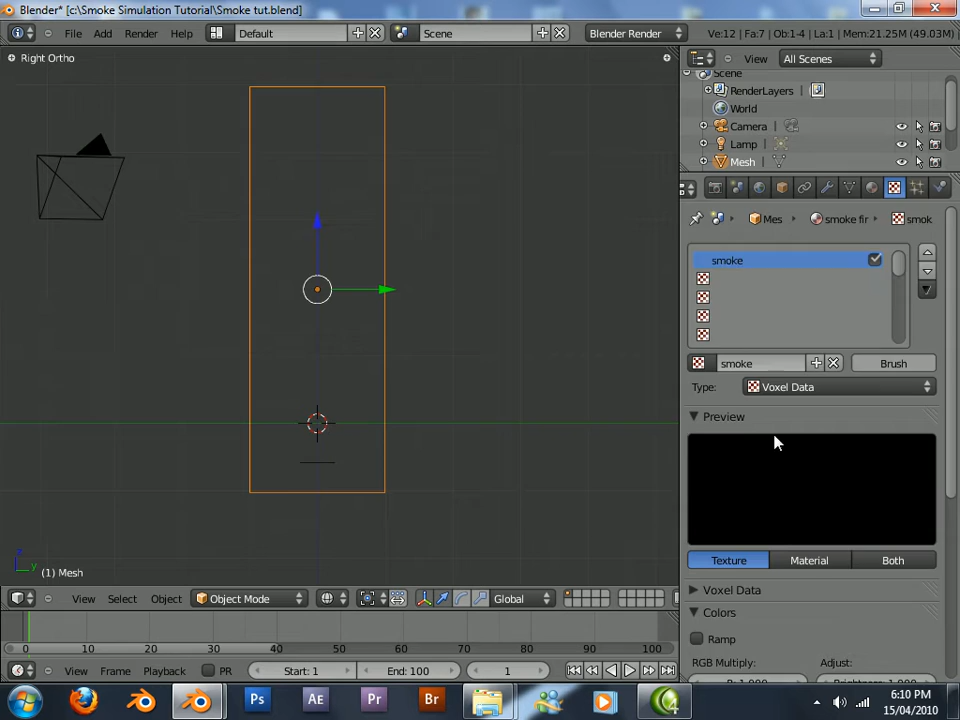 Blender* [c:\Smoke Simulation Tutorial\Smoke tut.blend]
File Add Render Help Default Scene Blender Render Ve:12 | Fa:7 | Ob:1-4 | La:1 | Mem:21.25M (49.03M)
Right Ortho
View All Scenes
Scene
RenderLayers
World
Camera
Lamp
Mesh
Mes smoke fir smok
smoke
smoke Brush
Type: Voxel Data
Preview
Texture Material Both
Voxel Data
Colors
Ramp
RGB Multiply: Adjust:
z
y
(1) Mesh
View Select Object Object Mode Global
0 10 20 30 40 50 60 70 80 90 100
View Frame Playback PR Start: 1 End: 100 1
Ps AE Pr Br
6:10 PM
15/04/2010